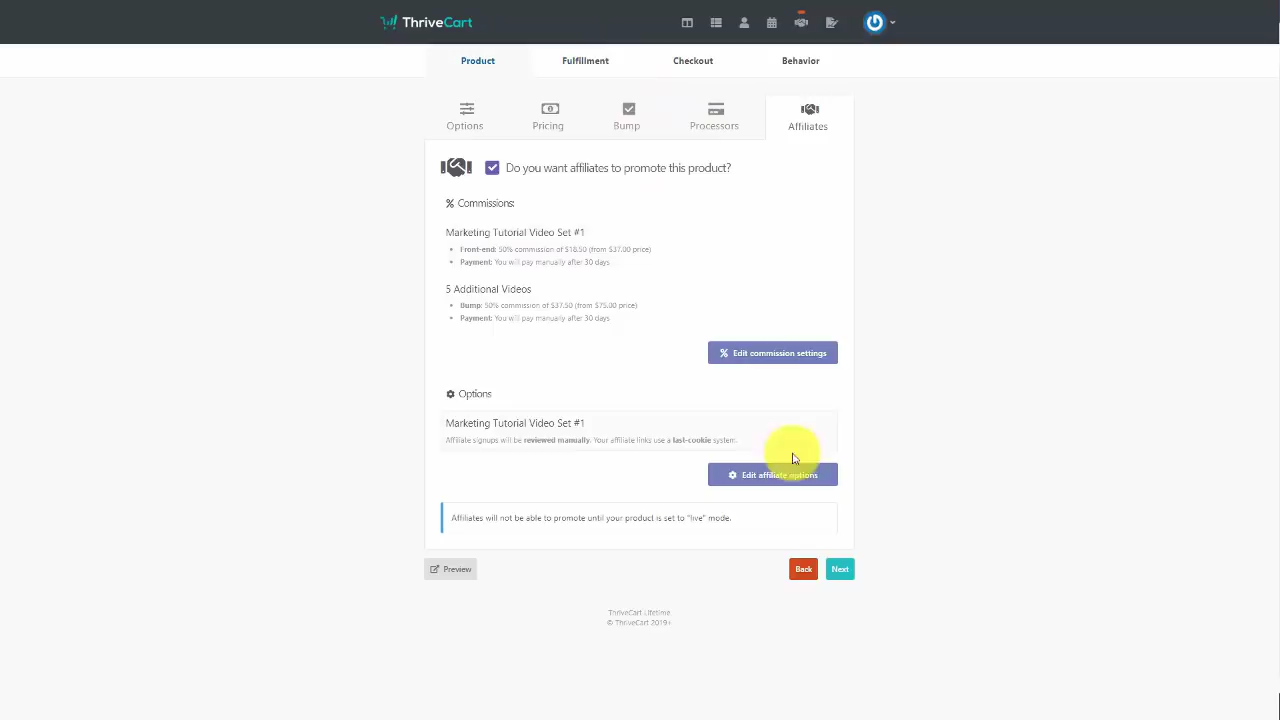 ThriveCart
Product Fulfillment Checkout Behavior
Options Pricing Bump Processors Affiliates
Do you want affiliates to promote this product?
% Commissions:
Marketing Tutorial Video Set #1
• Front-end: 50% commission of $18.50 (from $37.00 price)
• Payment: You will pay manually after 30 days
5 Additional Videos
• Bump: 50% commission of $37.50 (from $75.00 price)
• Payment: You will pay manually after 30 days
% Edit commission settings
Options
Marketing Tutorial Video Set #1
Affiliate signups will be reviewed manually. Your affiliate links use a last-cookie system.
Edit affiliate options
Affiliates will not be able to promote until your product is set to "live" mode.
Preview Back Next
ThriveCart Lifetime
© ThriveCart 2019+